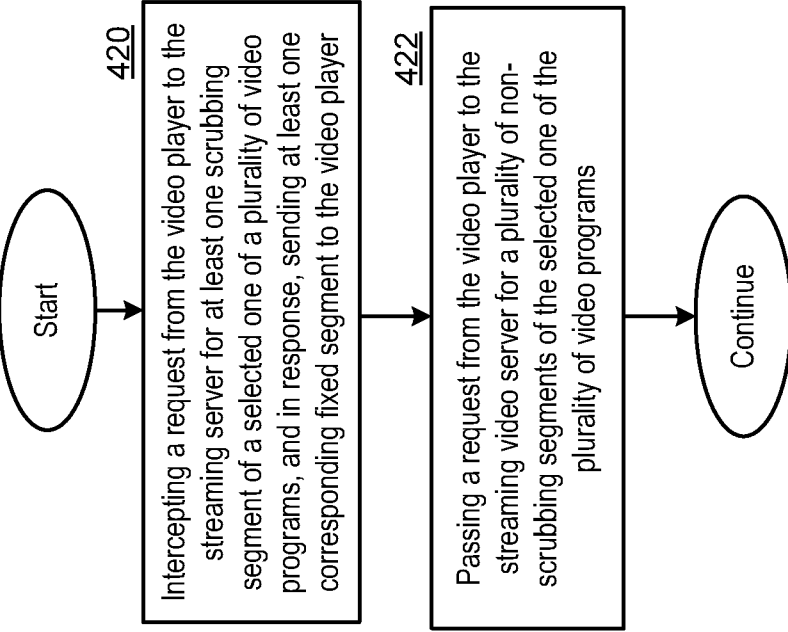 Start
420
Intercepting a request from the video player to the
streaming server for at least one scrubbing
segment of a selected one of a plurality of video
programs, and in response, sending at least one
corresponding fixed segment to the video player
422
Passing a request from the video player to the
streaming video server for a plurality of non-
scrubbing segments of the selected one of the
plurality of video programs
Continue